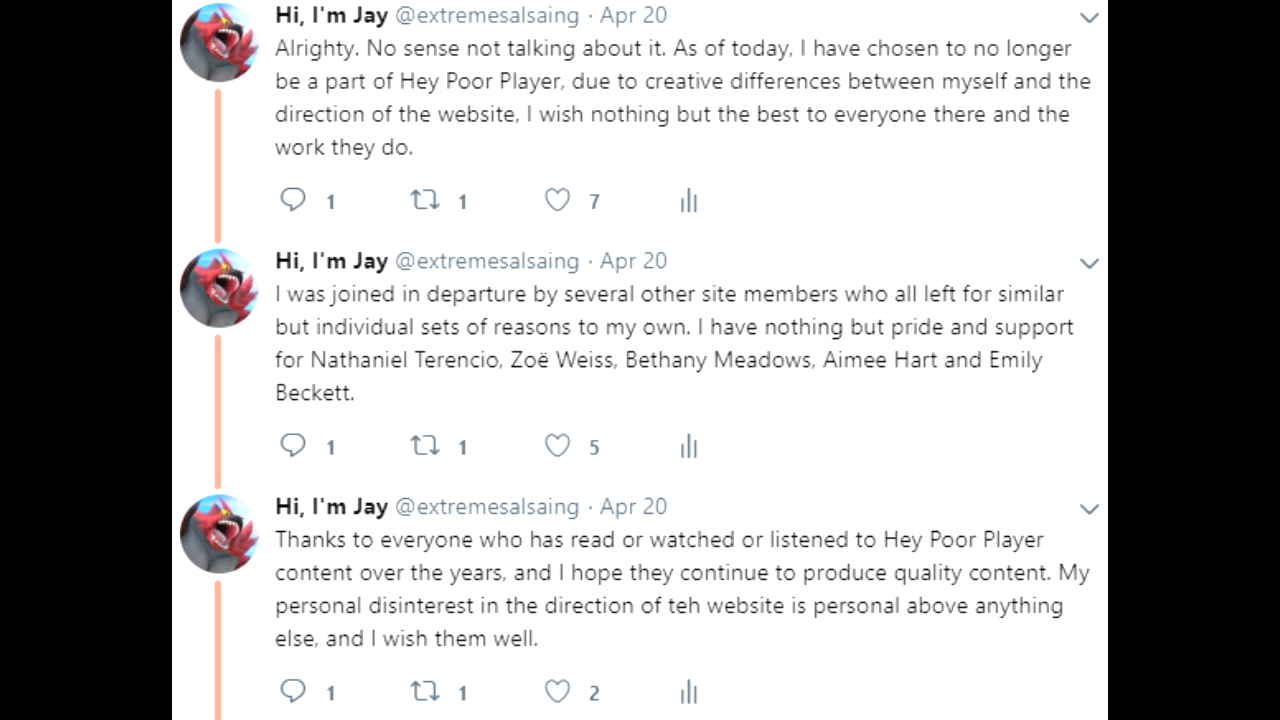 Hi, I'm Jay @extremesalsaing · Apr 20
Alrighty. No sense not talking about it. As of today, I have chosen to no longer
be a part of Hey Poor Player, due to creative differences between myself and the
direction of the website, I wish nothing but the best to everyone there and the
work they do.
1 1 7
Hi, I'm Jay @extremesalsaing · Apr 20
I was joined in departure by several other site members who all left for similar
but individual sets of reasons to my own. I have nothing but pride and support
for Nathaniel Terencio, Zoë Weiss, Bethany Meadows, Aimee Hart and Emily
Beckett.
1 1 5
Hi, I'm Jay @extremesalsaing · Apr 20
Thanks to everyone who has read or watched or listened to Hey Poor Player
content over the years, and I hope they continue to produce quality content. My
personal disinterest in the direction of teh website is personal above anything
else, and I wish them well.
1 1 2